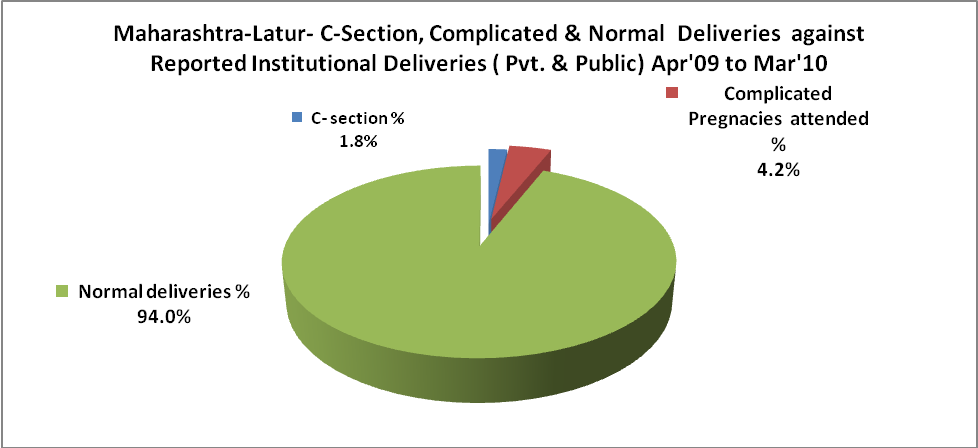 Maharashtra-Latur- C-Section, Complicated & Normal Deliveries against
Reported Institutional Deliveries ( Pvt. & Public) Apr'09 to Mar'10
C- section %
1.8%
Complicated
Pregnacies attended
%
4.2%
Normal deliveries %
94.0%